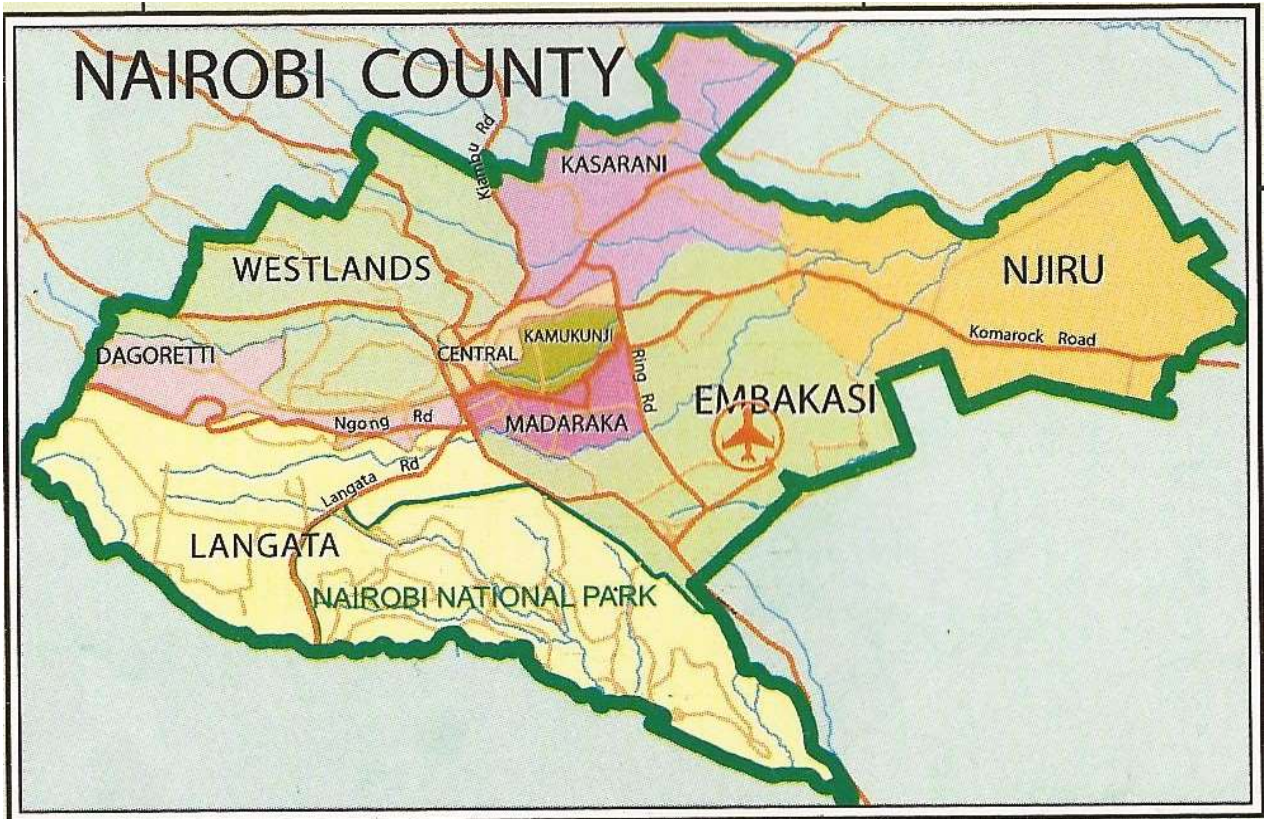 NAIROBI COUNTY
Kiambu Rd
KASARANI
WESTLANDS
NJIRU
KAMUKUNJI
Komarock Road
DAGORETTI
CENTRAL
Ring Rd
EMBAKASI
Ngong Rd
MADARAKA
Langata Rd
LANGATA
NAIROBI NATIONAL PARK